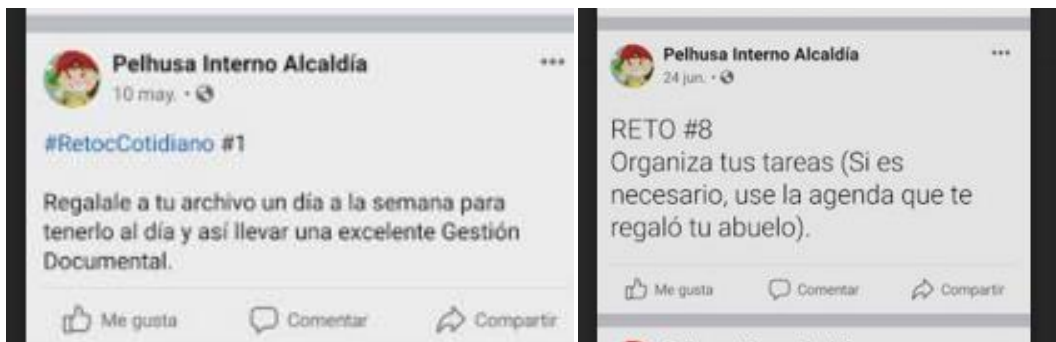 Pelhusa Interno Alcaldía
10 may.
#RetocCotidiano #1
Regalale a tu archivo un día a la semana para
tenerlo al día y así llevar una excelente Gestión
Documental.
Me gusta
Comentar
Compartir
Pelhusa Interno Alcaldía
24 jun.
RETO #8
Organiza tus tareas (Si es
necesario, use la agenda que te
regaló tu abuelo).
Me gusta
Comentar
Compartir